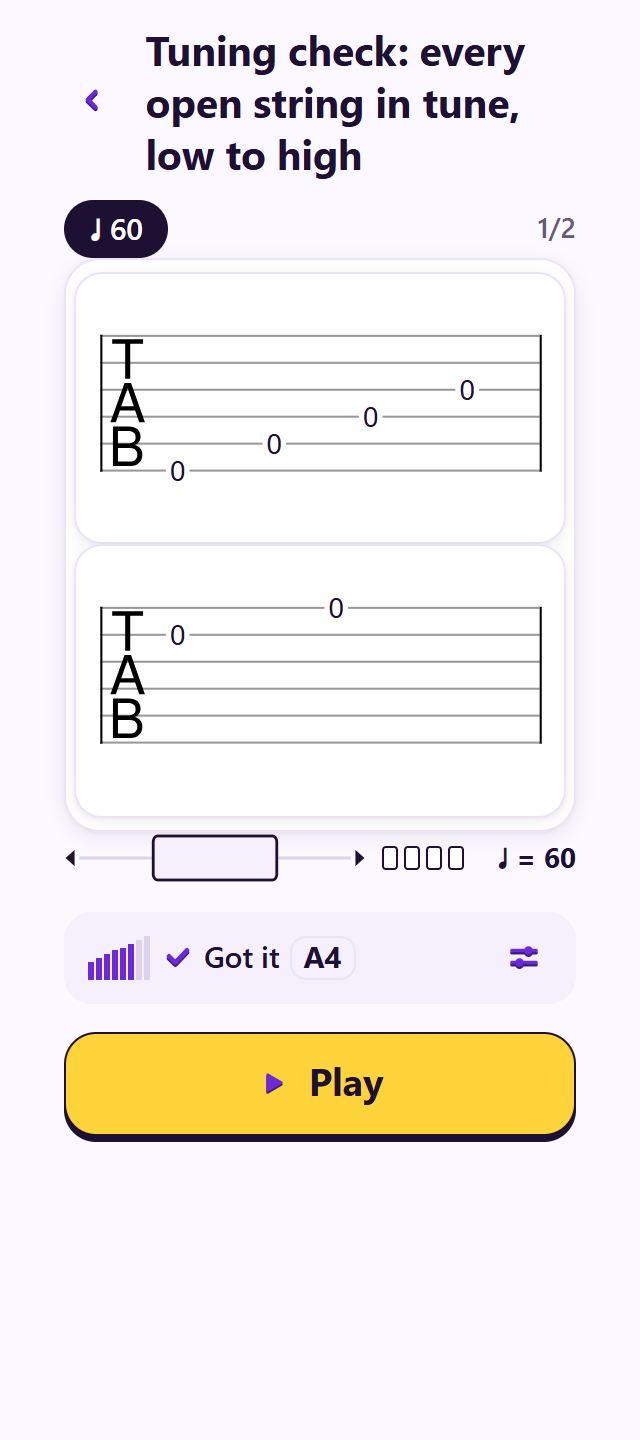 Tuning check: every
open string in tune,
low to high
♩ 60
1/2
T
A
B
0
0
0
0
T
A
B
0
0
♩ = 60
Got it
A4
Play